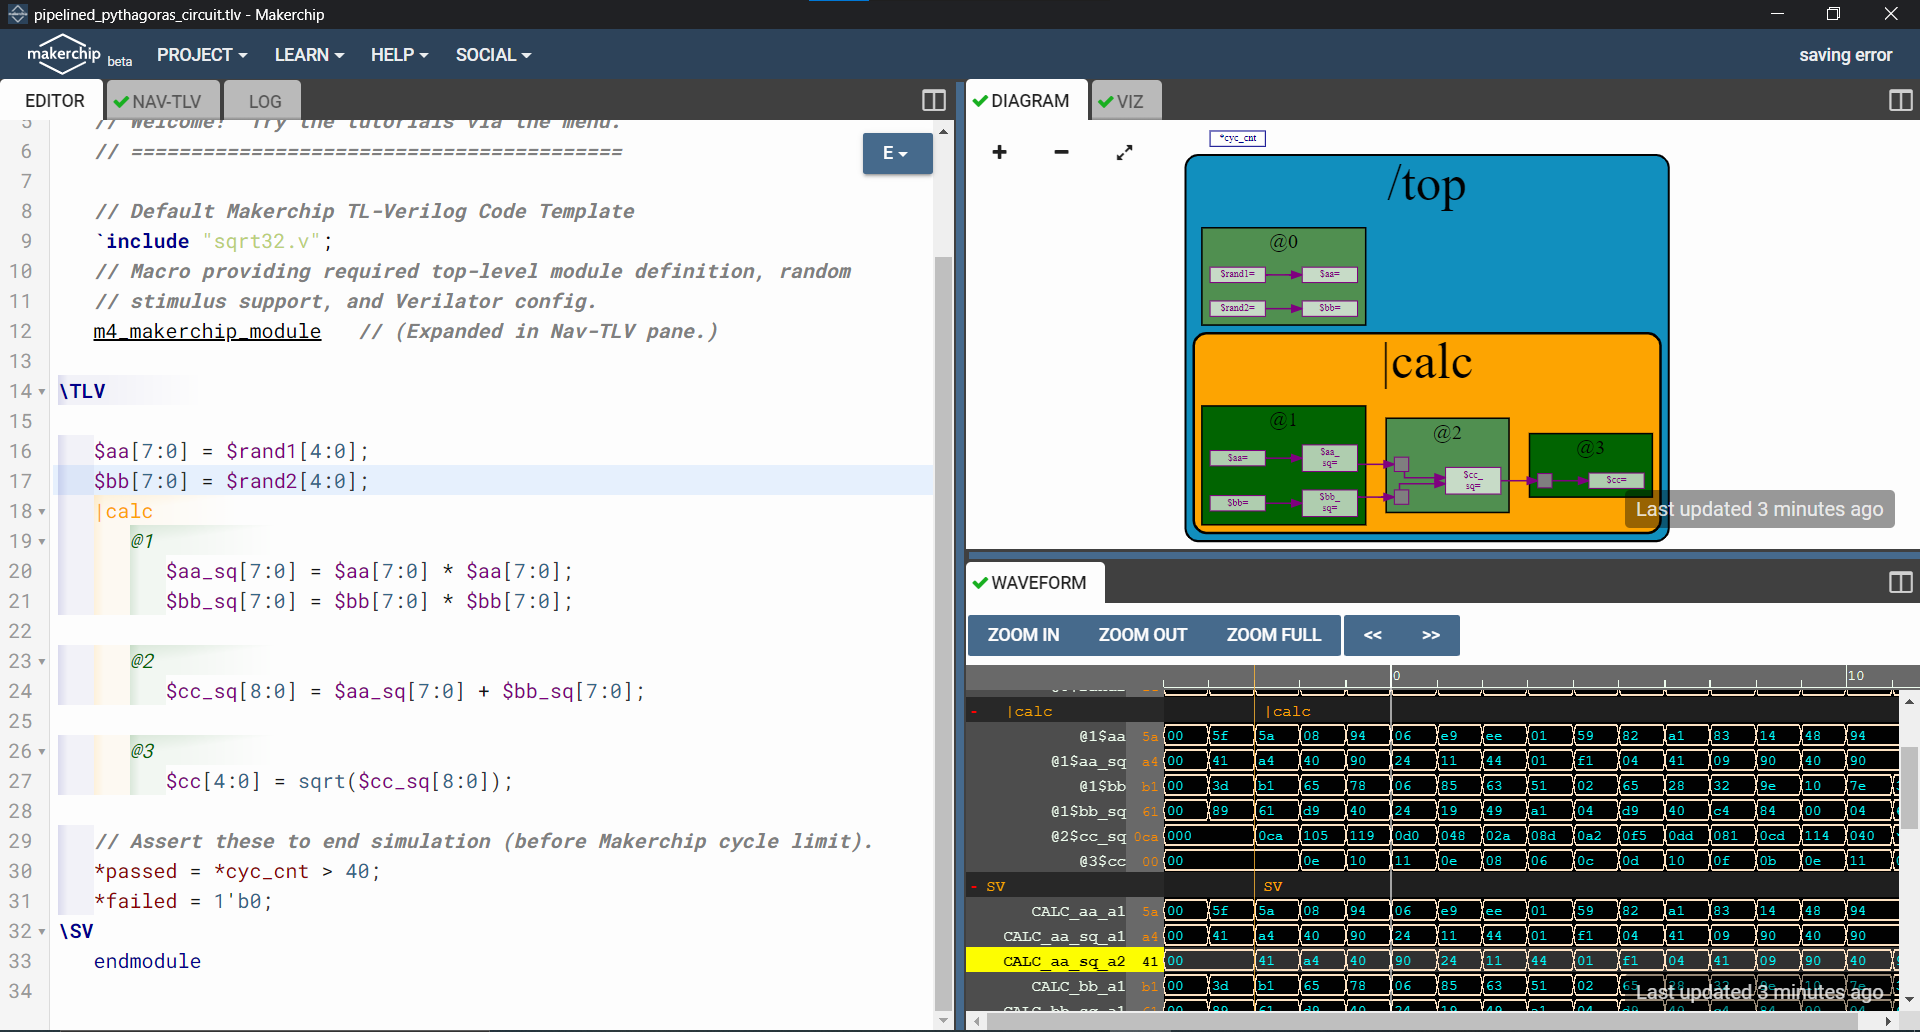 pipelined_pythagoras_circuit.tlv - Makerchip
makerchip beta PROJECT LEARN HELP SOCIAL saving error
EDITOR NAV-TLV LOG
5 // Welcome! Try the tutorials via the menu.
6 // =========================================
7
8 // Default Makerchip TL-Verilog Code Template
9 `include "sqrt32.v";
10 // Macro providing required top-level module definition, random
11 // stimulus support, and Verilator config.
12 m4_makerchip_module // (Expanded in Nav-TLV pane.)
13
14 \TLV
15
16 $aa[7:0] = $rand1[4:0];
17 $bb[7:0] = $rand2[4:0];
18 |calc
19 @1
20 $aa_sq[7:0] = $aa[7:0] * $aa[7:0];
21 $bb_sq[7:0] = $bb[7:0] * $bb[7:0];
22
23 @2
24 $cc_sq[8:0] = $aa_sq[7:0] + $bb_sq[7:0];
25
26 @3
27 $cc[4:0] = sqrt($cc_sq[8:0]);
28
29 // Assert these to end simulation (before Makerchip cycle limit).
30 *passed = *cyc_cnt > 40;
31 *failed = 1'b0;
32 \SV
33 endmodule
34
E
DIAGRAM VIZ
*cyc_cnt
/top
@0
$rand1= $aa=
$rand2= $bb=
|calc
@1
$aa= $aa_sq=
$bb= $bb_sq=
@2
$cc_sq=
@3
$cc=
Last updated 3 minutes ago
WAVEFORM
ZOOM IN ZOOM OUT ZOOM FULL << >>
0 10
- |calc |calc
@1$aa 5a 00 5f 5a 08 94 06 e9 ee 01 59 82 a1 83 14 48 94
@1$aa_sq a4 00 41 a4 40 90 24 11 44 01 f1 04 41 09 90 40 90
@1$bb b1 00 3d b1 65 78 06 85 63 51 02 65 28 32 9e 10 7e
@1$bb_sq 61 00 89 61 d9 40 24 19 49 a1 04 d9 40 c4 84 00 04
@2$cc_sq 0ca 000 0ca 105 119 0d0 048 02a 08d 0a2 0f5 0dd 081 0cd 114 040
@3$cc 00 00 0e 10 11 0e 08 06 0c 0d 10 0f 0b 0e 11
- SV SV
CALC_aa_a1 5a 00 5f 5a 08 94 06 e9 ee 01 59 82 a1 83 14 48 94
CALC_aa_sq_a1 a4 00 41 a4 40 90 24 11 44 01 f1 04 41 09 90 40 90
CALC_aa_sq_a2 41 00 41 a4 40 90 24 11 44 01 f1 04 41 09 90 40
CALC_bb_a1 b1 00 3d b1 65 78 06 85 63 51 02 65
Last updated 3 minutes ago